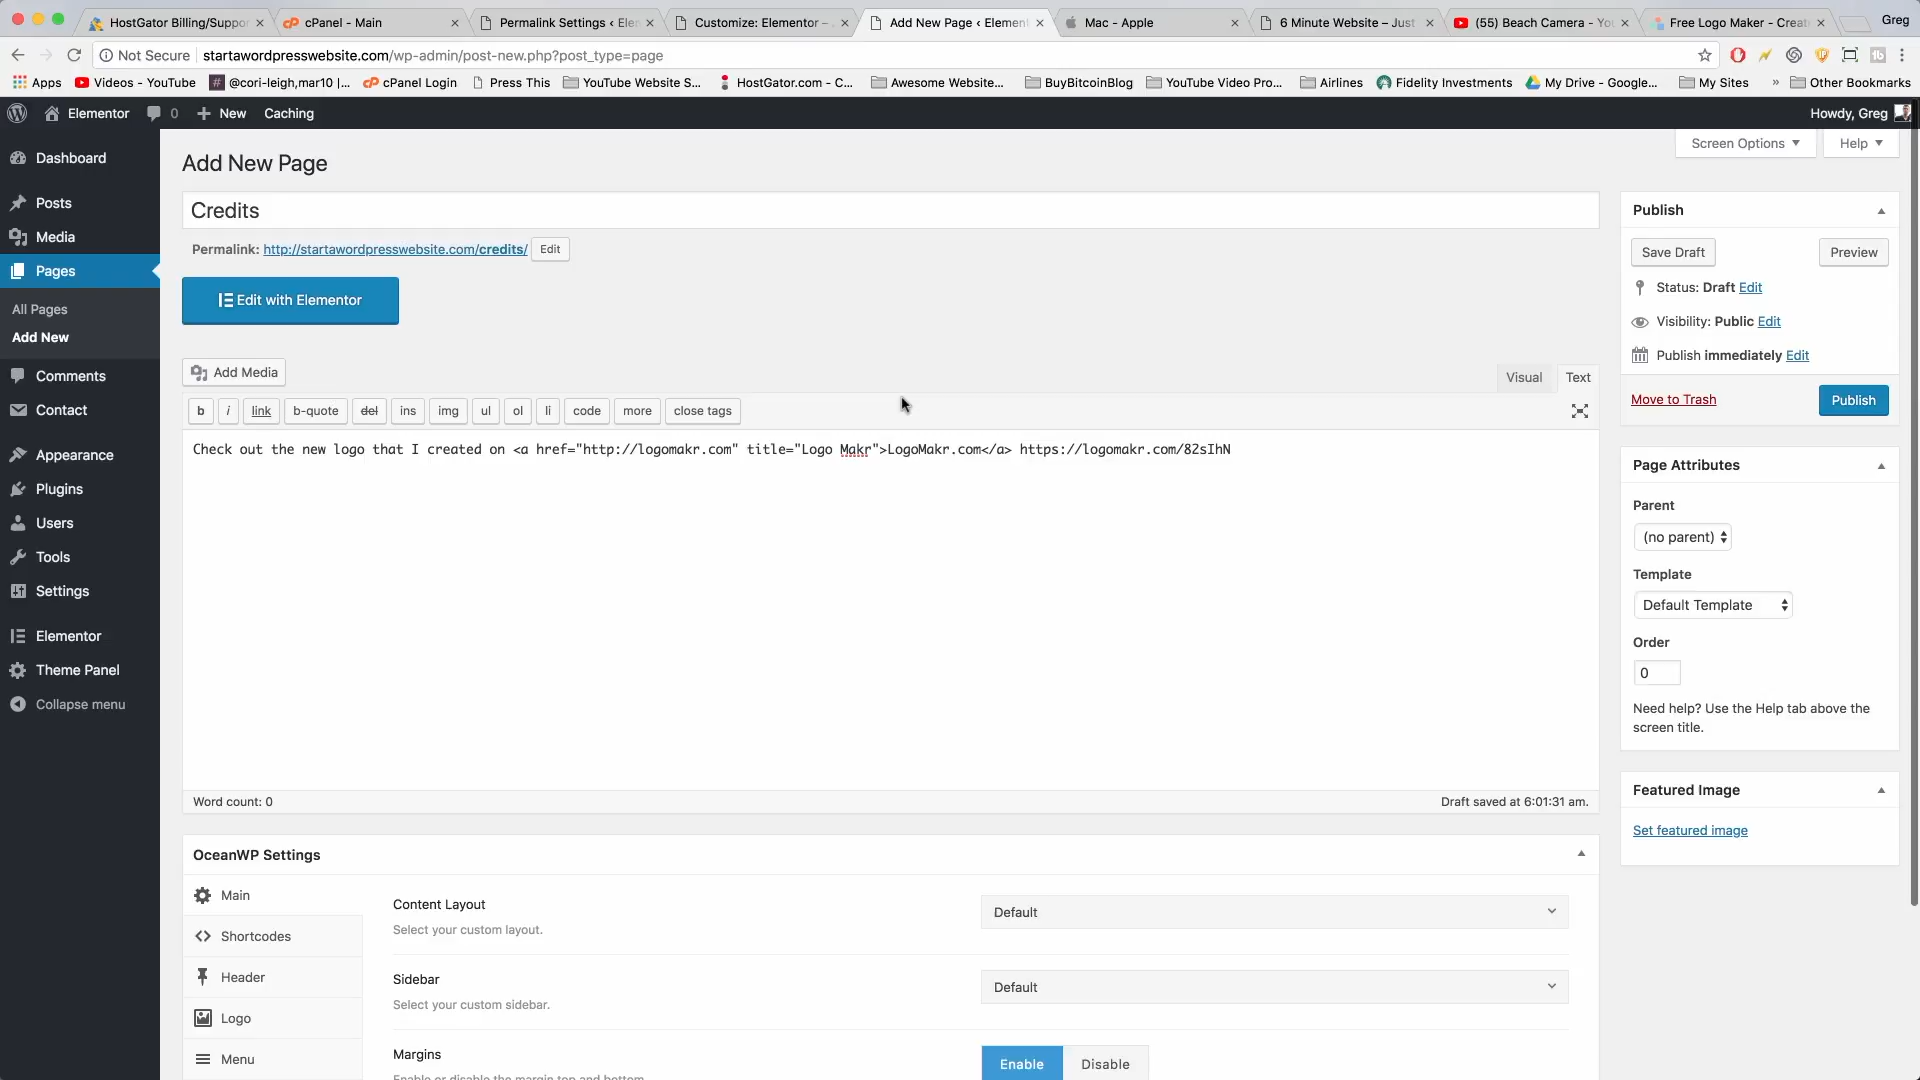 HostGator Billing/Suppor
cPanel - Main
Permalink Settings ‹ Elen
Customize: Elementor –
Add New Page ‹ Element
Mac - Apple
6 Minute Website – Just
(55) Beach Camera - You
Free Logo Maker - Create
Greg
Not Secure | startawordpresswebsite.com/wp-admin/post-new.php?post_type=page
Apps
Videos - YouTube
@cori-leigh,mar10 |...
cPanel Login
Press This
YouTube Website S...
HostGator.com - C...
Awesome Website...
BuyBitcoinBlog
YouTube Video Pro...
Airlines
Fidelity Investments
My Drive - Google...
My Sites
»
Other Bookmarks
Elementor
0
New
Caching
Howdy, Greg
Dashboard
Posts
Media
Pages
All Pages
Add New
Comments
Contact
Appearance
Plugins
Users
Tools
Settings
Elementor
Theme Panel
Collapse menu
Screen Options
Help
Add New Page
Credits
Permalink: http://startawordpresswebsite.com/credits/ Edit
Edit with Elementor
Add Media
Visual
Text
b
i
link
b-quote
del
ins
img
ul
ol
li
code
more
close tags
Check out the new logo that I created on <a href="http://logomakr.com" title="Logo Makr">LogoMakr.com</a> https://logomakr.com/82sIhN
Word count: 0
Draft saved at 6:01:31 am.
OceanWP Settings
Main
Shortcodes
Header
Logo
Menu
Content Layout
Select your custom layout.
Default
Sidebar
Select your custom sidebar.
Default
Margins
Enable or disable the margin top and bottom.
Enable
Disable
Publish
Save Draft
Preview
Status: Draft Edit
Visibility: Public Edit
Publish immediately Edit
Move to Trash
Publish
Page Attributes
Parent
(no parent)
Template
Default Template
Order
0
Need help? Use the Help tab above the
screen title.
Featured Image
Set featured image